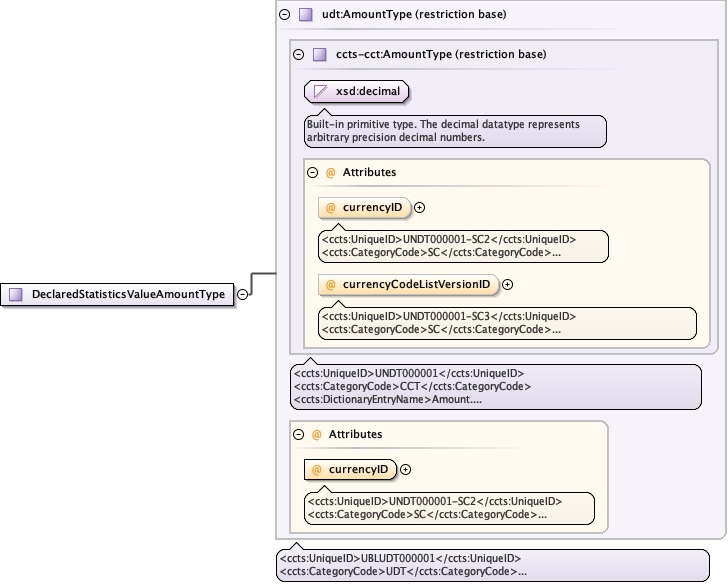 udt:AmountType (restriction base)
ccts-cct:AmountType (restriction base)
xsd:decimal
Built-in primitive type. The decimal datatype represents
arbitrary precision decimal numbers.
@ Attributes
@ currencyID
<ccts:UniqueID>UNDT000001-SC2</ccts:UniqueID>
<ccts:CategoryCode>SC</ccts:CategoryCode>...
@ currencyCodeListVersionID
<ccts:UniqueID>UNDT000001-SC3</ccts:UniqueID>
<ccts:CategoryCode>SC</ccts:CategoryCode>...
DeclaredStatisticsValueAmountType
<ccts:UniqueID>UNDT000001</ccts:UniqueID>
<ccts:CategoryCode>CCT</ccts:CategoryCode>
<ccts:DictionaryEntryName>Amount....
@ Attributes
@ currencyID
<ccts:UniqueID>UNDT000001-SC2</ccts:UniqueID>
<ccts:CategoryCode>SC</ccts:CategoryCode>...
<ccts:UniqueID>UBLUDT000001</ccts:UniqueID>
<ccts:CategoryCode>UDT</ccts:CategoryCode>...